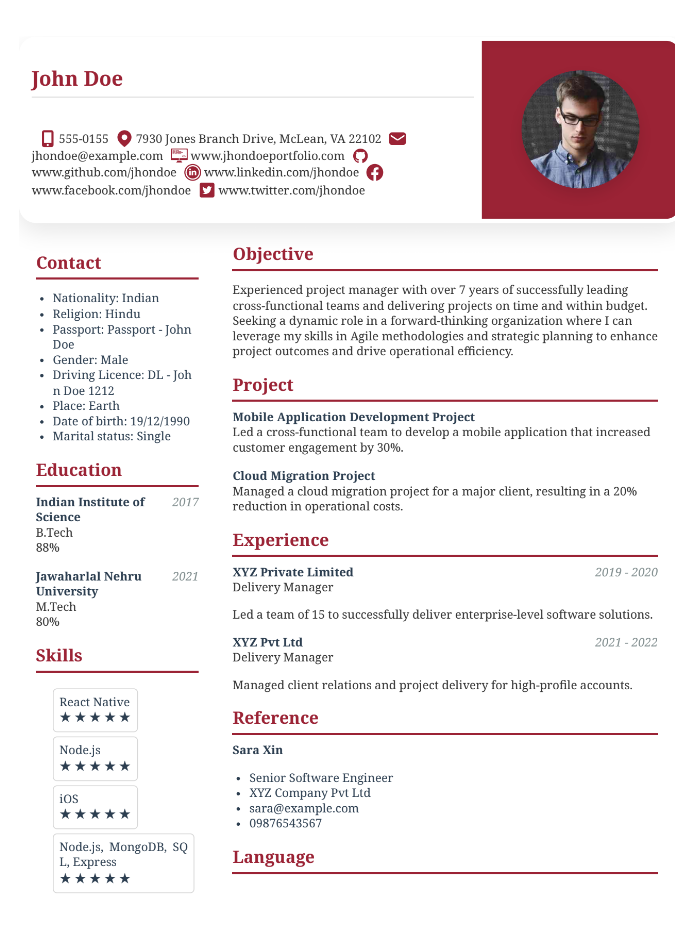 John Doe
555-0155 7930 Jones Branch Drive, McLean, VA 22102
jhondoe@example.com www.jhondoeportfolio.com
www.github.com/jhondoe www.linkedin.com/jhondoe
www.facebook.com/jhondoe www.twitter.com/jhondoe
Contact
• Nationality: Indian
• Religion: Hindu
• Passport: Passport - John
Doe
• Gender: Male
• Driving Licence: DL - Joh
n Doe 1212
• Place: Earth
• Date of birth: 19/12/1990
• Marital status: Single
Education
Indian Institute of 2017
Science
B.Tech
88%
Jawaharlal Nehru 2021
University
M.Tech
80%
Skills
React Native
★★★★★
Node.js
★★★★★
iOS
★★★★★
Node.js, MongoDB, SQ
L, Express
★★★★★
Objective
Experienced project manager with over 7 years of successfully leading
cross-functional teams and delivering projects on time and within budget.
Seeking a dynamic role in a forward-thinking organization where I can
leverage my skills in Agile methodologies and strategic planning to enhance
project outcomes and drive operational efficiency.
Project
Mobile Application Development Project
Led a cross-functional team to develop a mobile application that increased
customer engagement by 30%.
Cloud Migration Project
Managed a cloud migration project for a major client, resulting in a 20%
reduction in operational costs.
Experience
XYZ Private Limited 2019 - 2020
Delivery Manager
Led a team of 15 to successfully deliver enterprise-level software solutions.
XYZ Pvt Ltd 2021 - 2022
Delivery Manager
Managed client relations and project delivery for high-profile accounts.
Reference
Sara Xin
• Senior Software Engineer
• XYZ Company Pvt Ltd
• sara@example.com
• 09876543567
Language